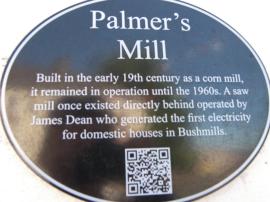 Palmer's
Mill
Built in the early 19th century as a corn mill,
it remained in operation until the 1960s. A saw
mill once existed directly behind operated by
James Dean who generated the first electricity
for domestic houses in Bushmills.